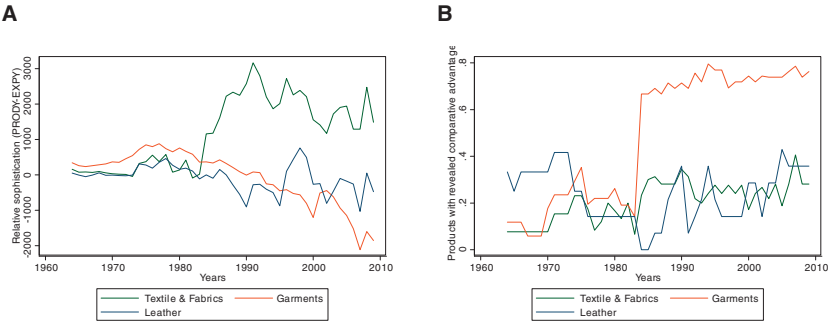 A
Relative sophistication (PRODY-EXPY)
3000
2000
1000
0
-1000
-2000
1960 1970 1980 1990 2000 2010
Years
Textile & Fabrics Garments
Leather
B
Products with revealed comparative advantage
.8
.6
.4
.2
0
1960 1970 1980 1990 2000 2010
Years
Textile & Fabrics Garments
Leather